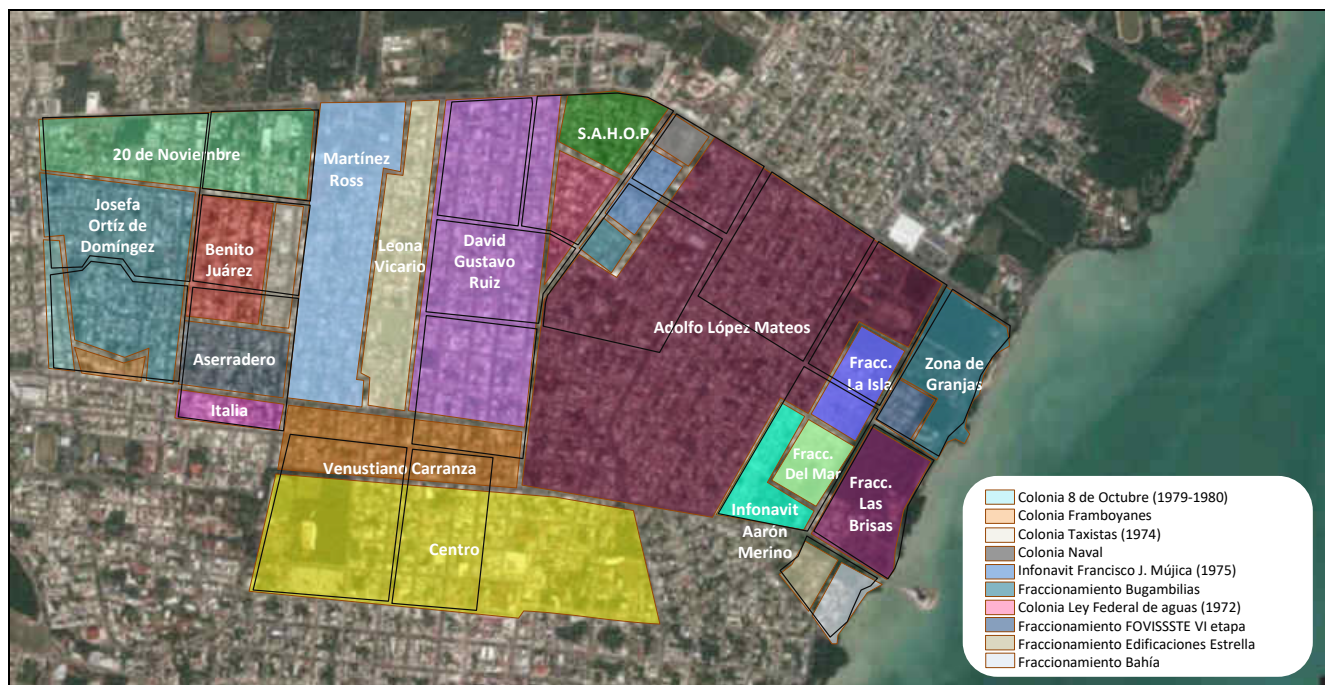 S.A.H.O.P.
20 de Noviembre
Martínez
Ross
Josefa
Ortíz de
Domíngez
Benito
Juárez
Leona
Vicario
David
Gustavo
Ruiz
Adolfo López Mateos
Aserradero
Fracc.
La Isla
Zona de
Granjas
Italia
Fracc.
Del Mar
Venustiano Carranza
Fracc.
Las
Brisas
Infonavit
Aarón
Merino
Centro
Colonia 8 de Octubre (1979-1980)
Colonia Framboyanes
Colonia Taxistas (1974)
Colonia Naval
Infonavit Francisco J. Mújica (1975)
Fraccionamiento Bugambilias
Colonia Ley Federal de aguas (1972)
Fraccionamiento FOVISSSTE VI etapa
Fraccionamiento Edificaciones Estrella
Fraccionamiento Bahía